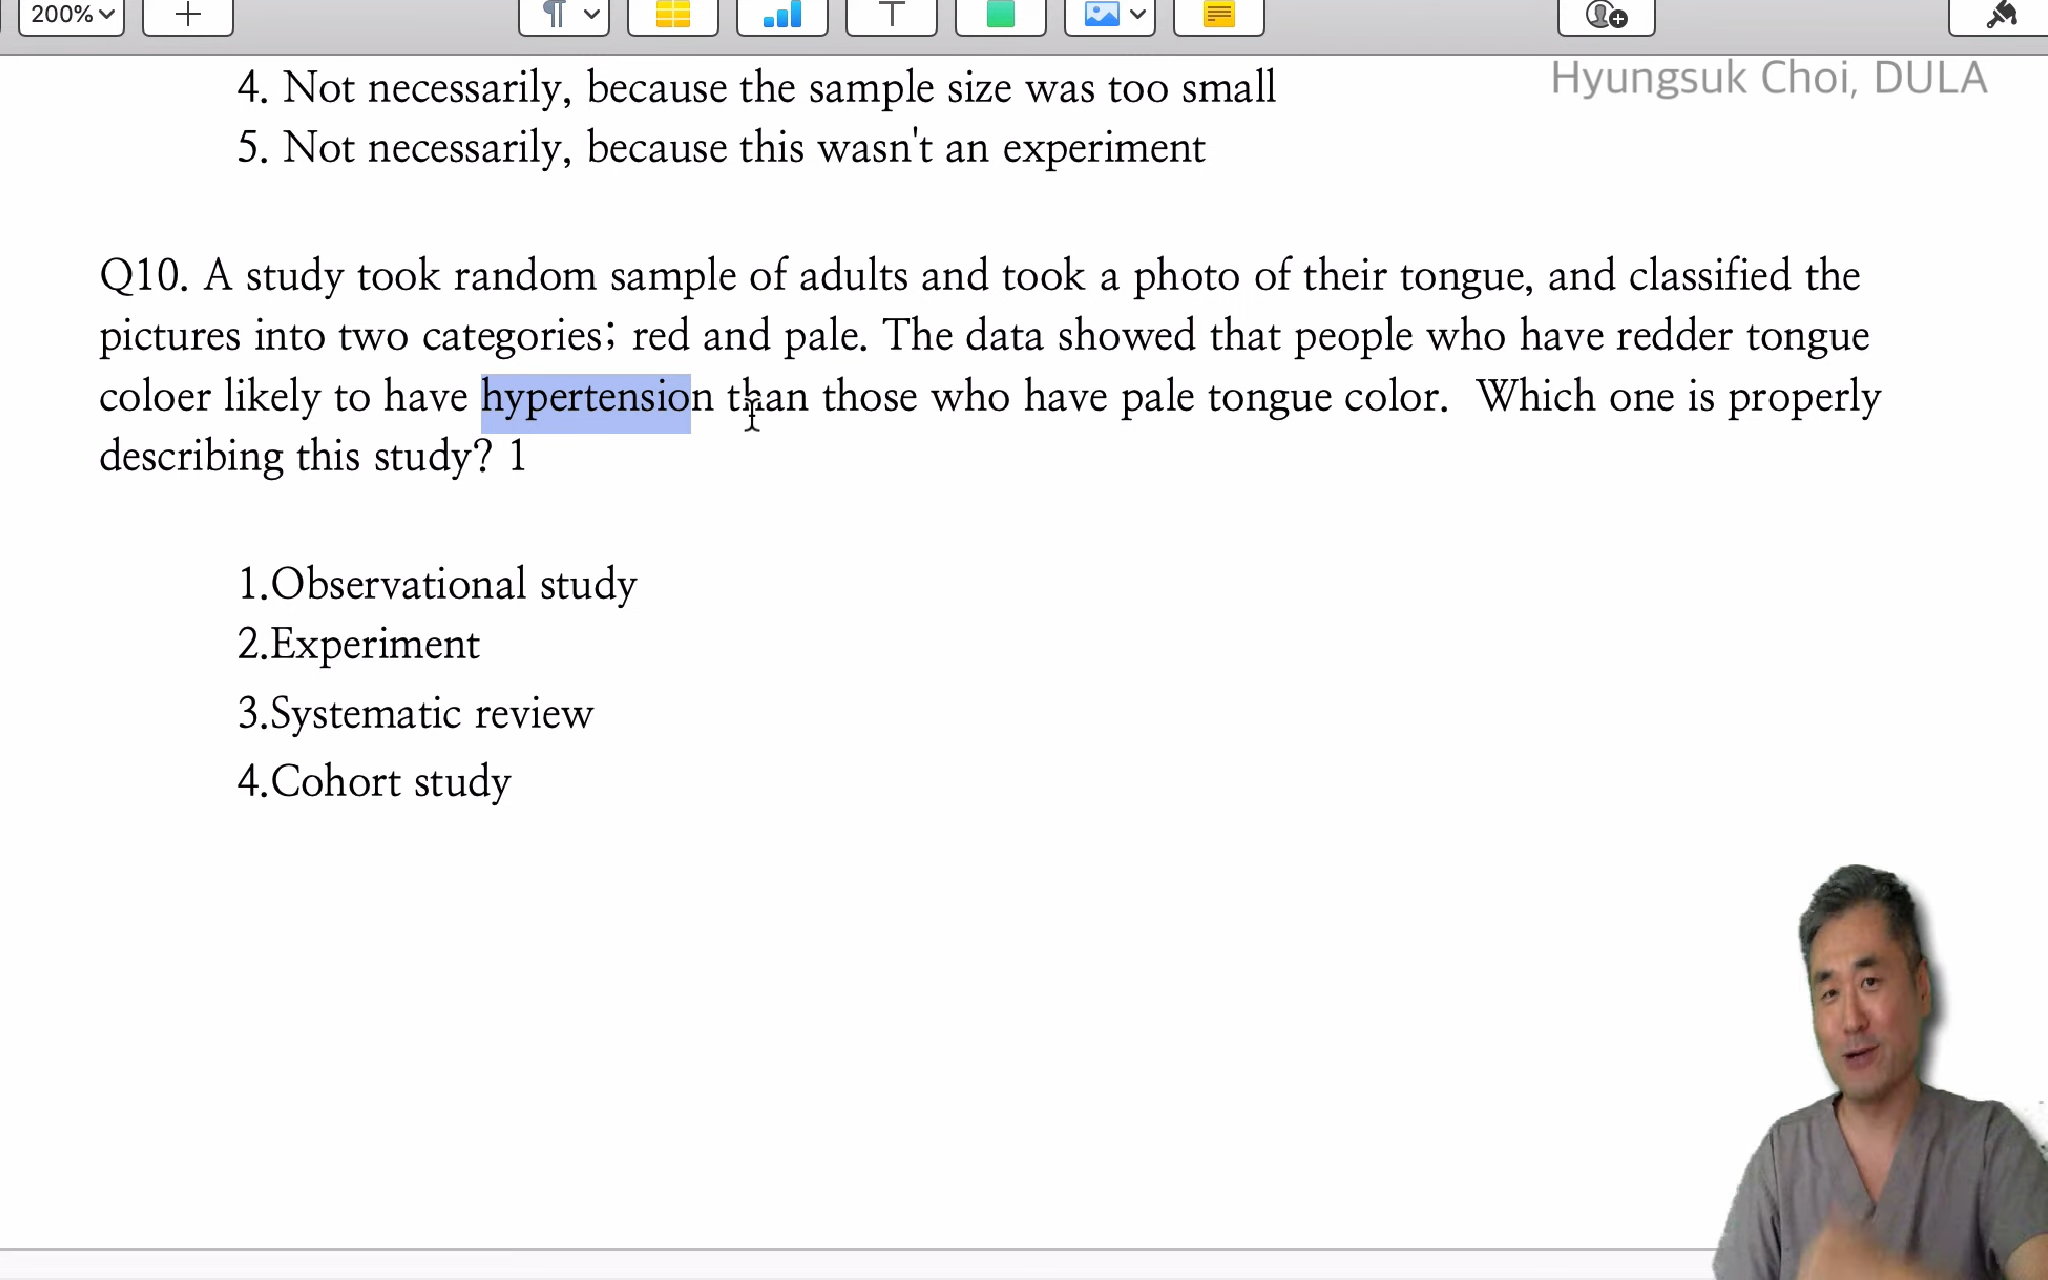 200%
4. Not necessarily, because the sample size was too small
Hyungsuk Choi, DULA
5. Not necessarily, because this wasn't an experiment
Q10. A study took random sample of adults and took a photo of their tongue, and classified the
pictures into two categories; red and pale. The data showed that people who have redder tongue
coloer likely to have hypertension than those who have pale tongue color. Which one is properly
describing this study? 1
1.Observational study
2.Experiment
3.Systematic review
4.Cohort study